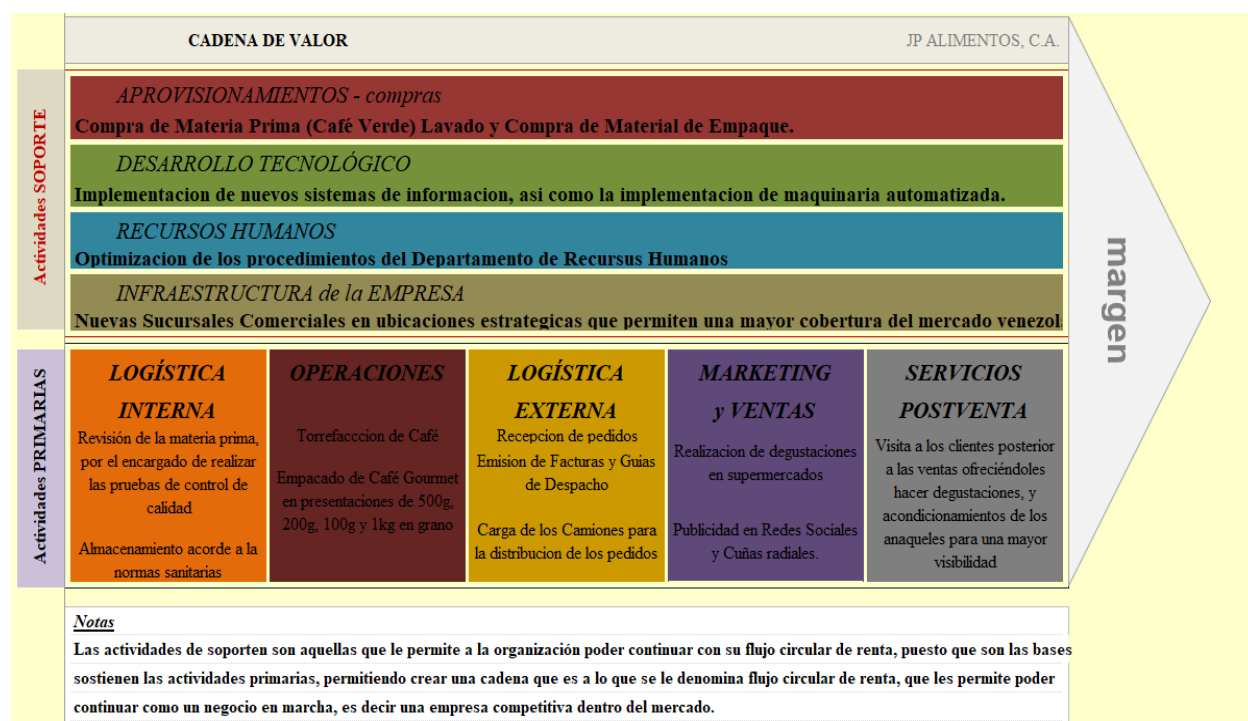 CADENA DE VALOR
JP ALIMENTOS, C.A.
Actividades SOPORTE
APROVISIONAMIENTOS - compras
Compra de Materia Prima (Café Verde) Lavado y Compra de Material de Empaque.
DESARROLLO TECNOLÓGICO
Implementacion de nuevos sistemas de informacion, asi como la implementacion de maquinaria automatizada.
RECURSOS HUMANOS
Optimizacion de los procedimientos del Departamento de Recursus Humanos
INFRAESTRUCTURA de la EMPRESA
Nuevas Sucursales Comerciales en ubicaciones estrategicas que permiten una mayor cobertura del mercado venezol
margen
Actividades PRIMARIAS
LOGÍSTICA
INTERNA
Revisión de la materia prima,
por el encargado de realizar
las pruebas de control de
calidad
Almacenamiento acorde a la
normas sanitarias
OPERACIONES
Torrefacccion de Café
Empacado de Café Gourmet
en presentaciones de 500g,
200g, 100g y 1kg en grano
LOGÍSTICA
EXTERNA
Recepcion de pedidos
Emision de Facturas y Guias
de Despacho
Carga de los Camiones para
la distribucion de los pedidos
MARKETING
y VENTAS
Realizacion de degustaciones
en supermercados
Publicidad en Redes Sociales
y Cuñas radiales.
SERVICIOS
POSTVENTA
Visita a los clientes posterior
a las ventas ofreciéndoles
hacer degustaciones, y
acondicionamientos de los
anaqueles para una mayor
visibilidad
Notas
Las actividades de soporten son aquellas que le permite a la organización poder continuar con su flujo circular de renta, puesto que son las bases
sostienen las actividades primarias, permitiendo crear una cadena que es a lo que se le denomina flujo circular de renta, que les permite poder
continuar como un negocio en marcha, es decir una empresa competitiva dentro del mercado.